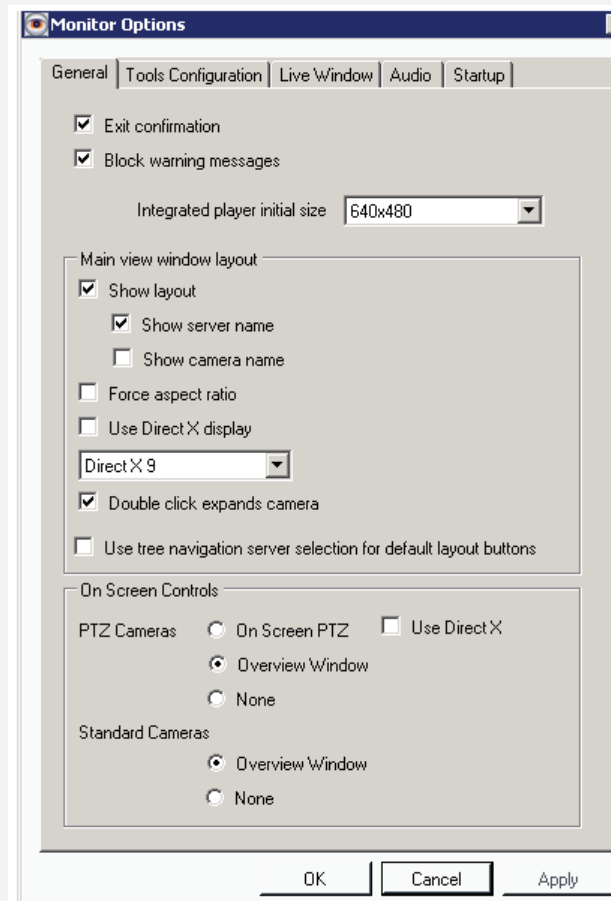 Monitor Options
General Tools Configuration Live Window Audio Startup
Exit confirmation
Block warning messages
Integrated player initial size 640x480
Main view window layout
Show layout
Show server name
Show camera name
Force aspect ratio
Use Direct X display
Direct X 9
Double click expands camera
Use tree navigation server selection for default layout buttons
On Screen Controls
PTZ Cameras On Screen PTZ Use Direct X
Overview Window
None
Standard Cameras
Overview Window
None
OK Cancel Apply